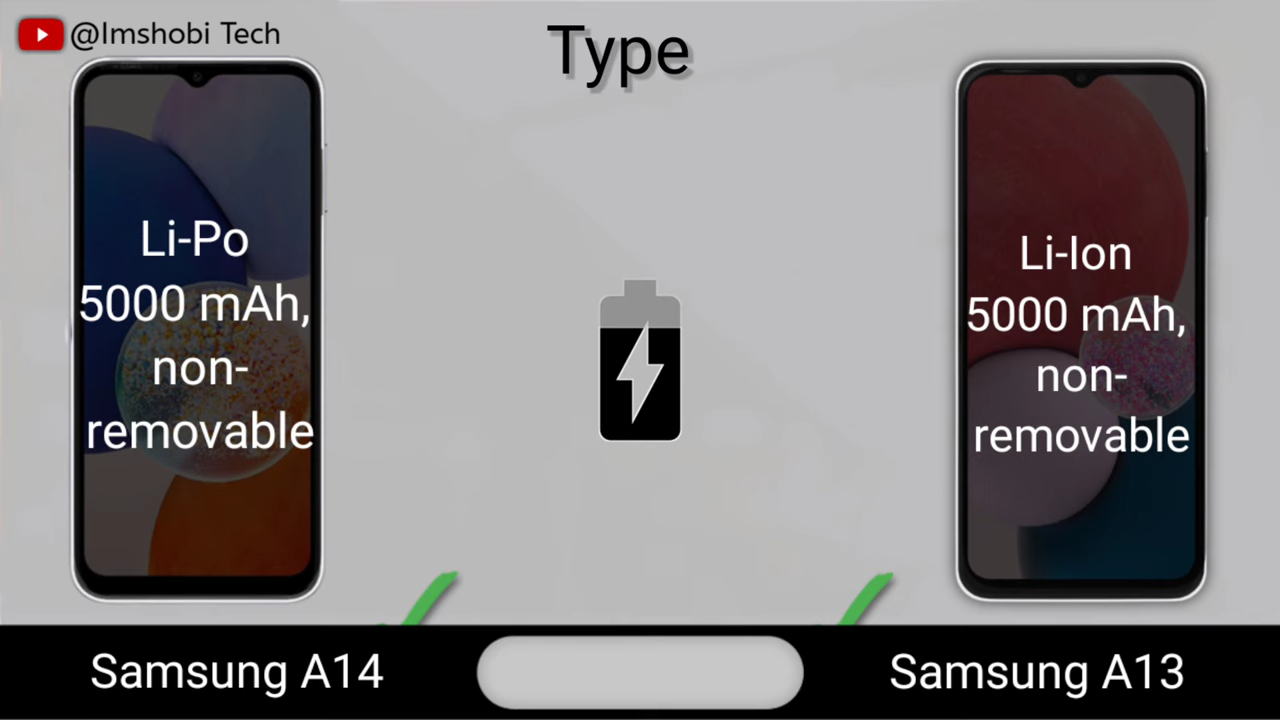 @Imshobi Tech
Type
Li-Po
5000 mAh,
non-
removable
Li-Ion
5000 mAh,
non-
removable
Samsung A14
Samsung A13